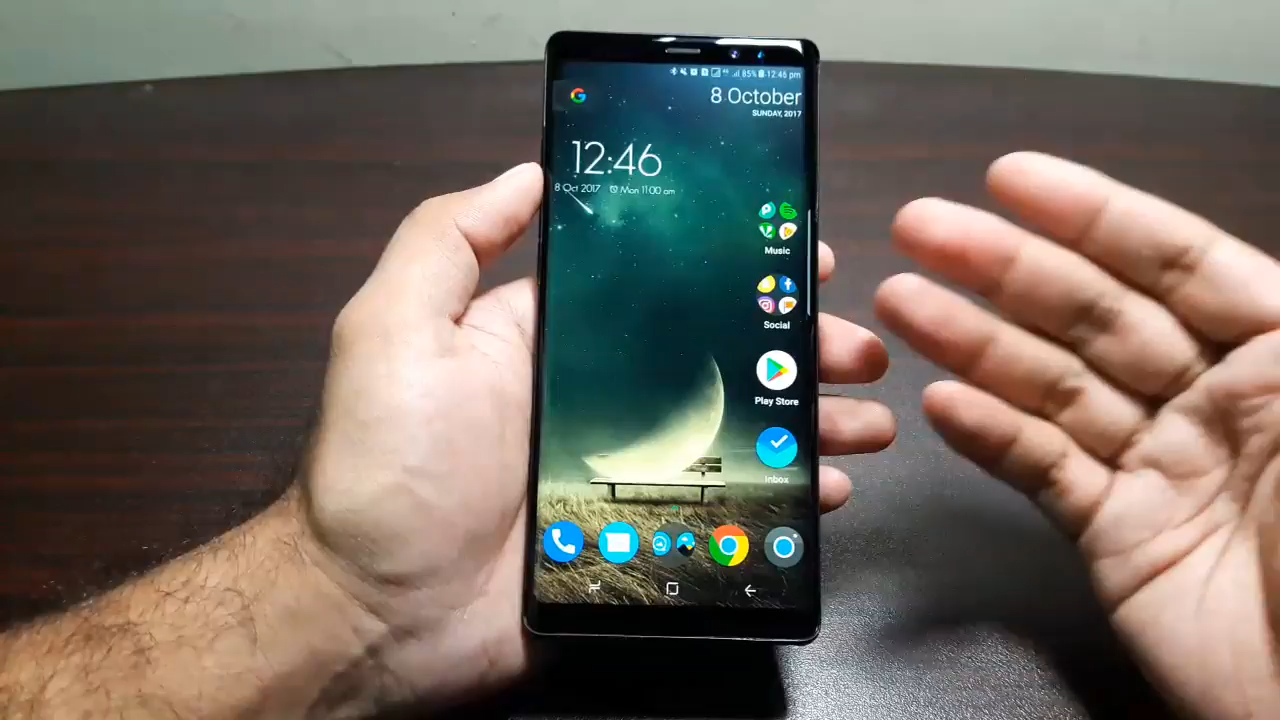 85% 12:46 pm
8 October
SUNDAY, 2017
12:46
8 Oct 2017 Mon 11:00 am
Music
Social
Play Store
Inbox